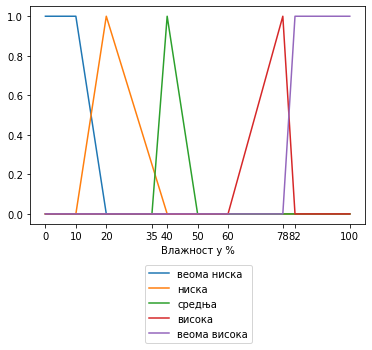 1.0
0.8
0.6
0.4
0.2
0.0
0 10 20 35 40 50 60 78 82 100
Влажност у %
веома ниска
ниска
средња
висока
веома висока